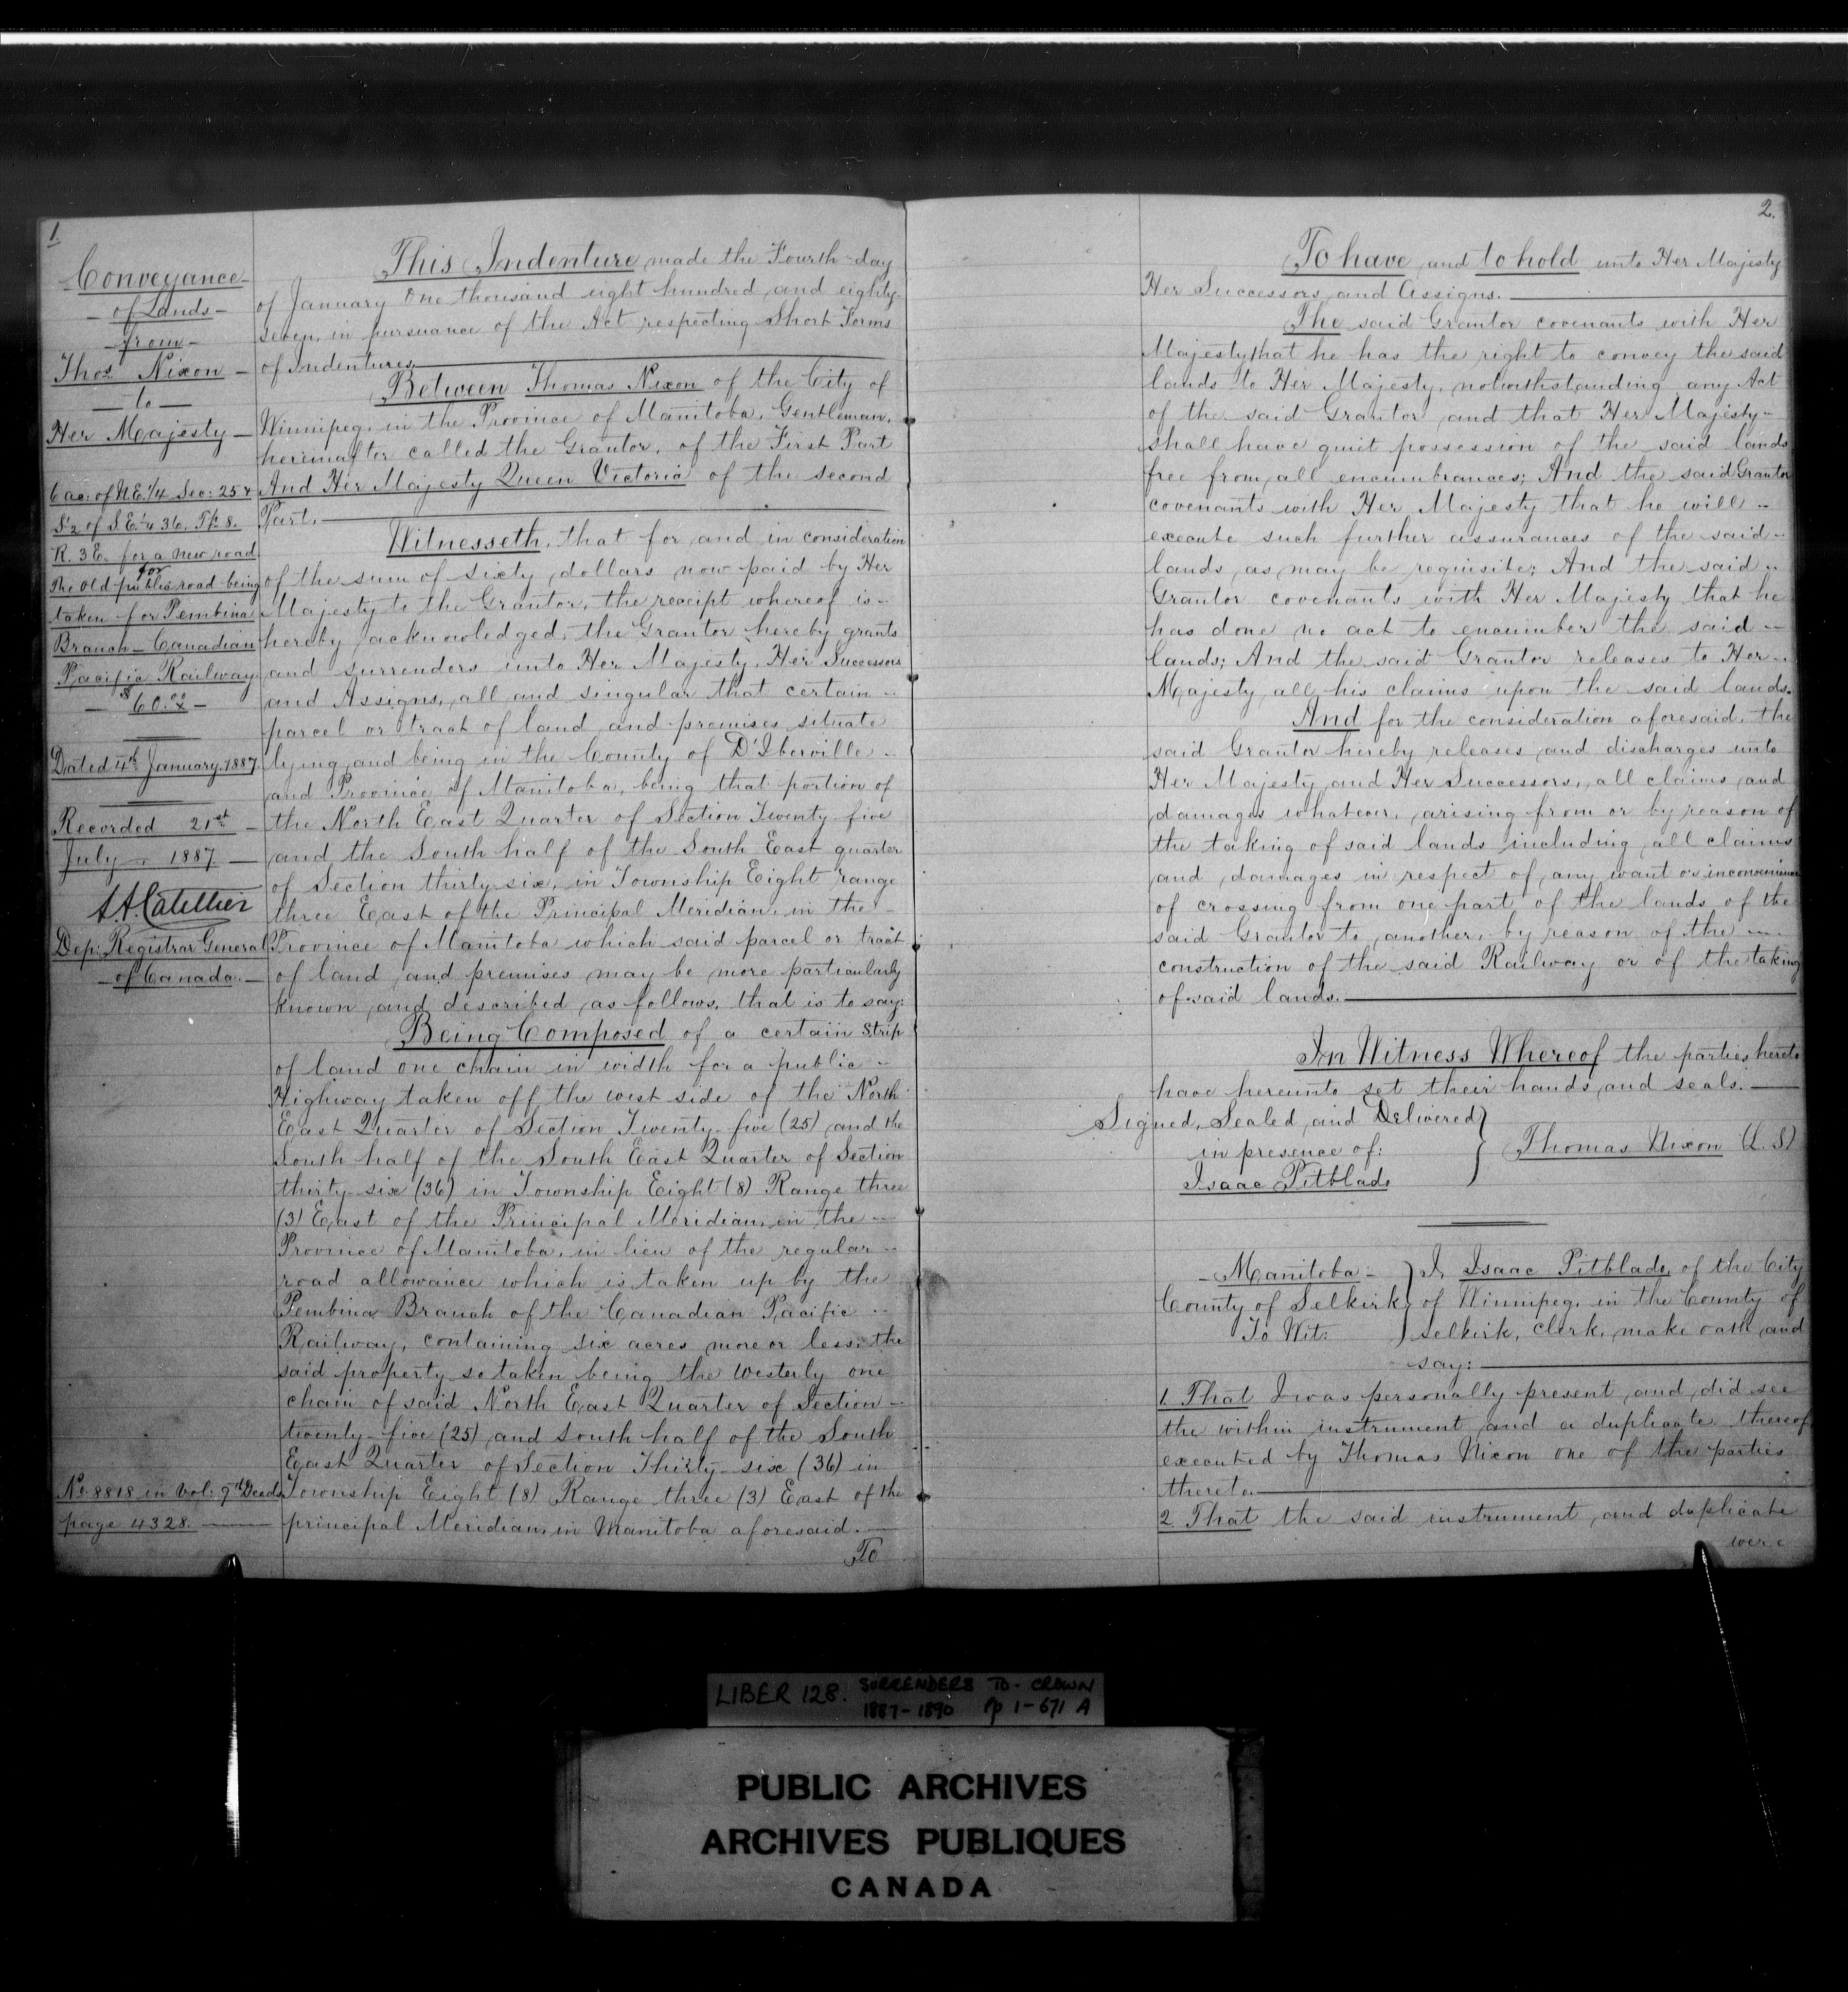 1.
Conveyance
- of Lands -
- from -
Thos. Nixon -
- to -
Her Majesty -
6 ac: of N.E. 1/4 Sec: 25 &
S 1/2 of S.E. 1/4 36. Tp. 8.
R. 3 E. for a new road
for
The old public road being
taken for Pembina
Branch - Canadian
Pacific Railway.
- $60.00 -
Dated 4th January 1887.
Recorded 21st -
July - 1887. -
Dep: Registrar General
- of Canada. -
No. 8818 in Vol: 9th Deeds
page 4328. -
This Indenture made the Fourth day
of January One thousand eight hundred and eighty-
seven, in pursuance of the Act respecting Short Forms
of Indentures.
Between Thomas Nixon of the City of
Winnipeg, in the Province of Manitoba, Gentleman,
hereinafter called the Grantor, of the First Part
And Her Majesty Queen Victoria of the second
Part.
Witnesseth, that for and in consideration
of the sum of sixty dollars now paid by Her
Majesty to the Grantor, the receipt whereof is -
hereby acknowledged, the Grantor hereby grants
and surrenders unto Her Majesty, Her Successors
and Assigns, all and singular that certain -
parcel or tract of land and premises situate
lying and being in the County of D'Iberville -
and Province of Manitoba, being that portion of
the North East Quarter of Section Twenty five
and the South half of the South East quarter
of Section thirty-six, in Township Eight range
three East of the Principal Meridian, in the -
Province of Manitoba which said parcel or tract
of land and premises may be more particularly
known and described as follows, that is to say:
Being Composed of a certain strip
of land one chain in width for a public -
Highway taken off the west side of the North
East Quarter of Section Twenty-five (25) and the
South half of the South East Quarter of Section
thirty-six (36) in Township Eight (8) Range three
(3) East of the Principal Meridian, in the -
Province of Manitoba, in lieu of the regular -
road allowance which is taken up by the
Pembina Branch of the Canadian Pacific -
Railway, containing six acres more or less: the
said property so taken being the westerly one
chain of said North East Quarter of Section -
twenty-five (25) and south half of the South
East Quarter of Section Thirty-six (36) in
Township Eight (8) Range three (3) East of the
principal Meridian, in Manitoba aforesaid. -
To
2.
To have and to hold unto Her Majesty
Her Successors and Assigns.
The said Grantor covenants with Her
Majesty that he has the right to convey the said
lands to Her Majesty, notwithstanding any Act
of the said Grantor and that Her Majesty -
shall have quiet possession of the said lands
free from all encumbrances; And the said Grantor
covenants with Her Majesty that he will -
execute such further assurances of the said -
lands, as may be requisite; And the said -
Grantor covenants with Her Majesty that he
has done no act to encumber the said -
lands; And the said Grantor releases to Her -
Majesty all his claims upon the said lands.
And for the consideration aforesaid, the
said Grantor hereby releases and discharges unto
Her Majesty and Her Successors, all claims and
damages whatever, arising from or by reason of
the taking of said lands including all claims
and damages in respect of any want or inconvenience
of crossing from one part of the lands of the
said Grantor to another, by reason of the -
construction of the said Railway or of the taking
of said lands.
In Witness Whereof the parties hereto
have hereunto set their hands and seals. -
Signed, Sealed and Delivered
in presence of:
Isaac Pitblado
Thomas Nixon (L.S)
- Manitoba -
County of Selkirk
To Wit:
I, Isaac Pitblado, of the City
of Winnipeg, in the County of
Selkirk, clerk, make oath and
say:
1. That I was personally present and did see
the within instrument and a duplicate thereof
executed by Thomas Nixon one of the parties
thereto.
2. That the said instrument, and duplicate
were
LIBER 128. SURRENDERS TO CROWN
1887-1890 Pp 1-671 A
PUBLIC ARCHIVES
ARCHIVES PUBLIQUES
CANADA